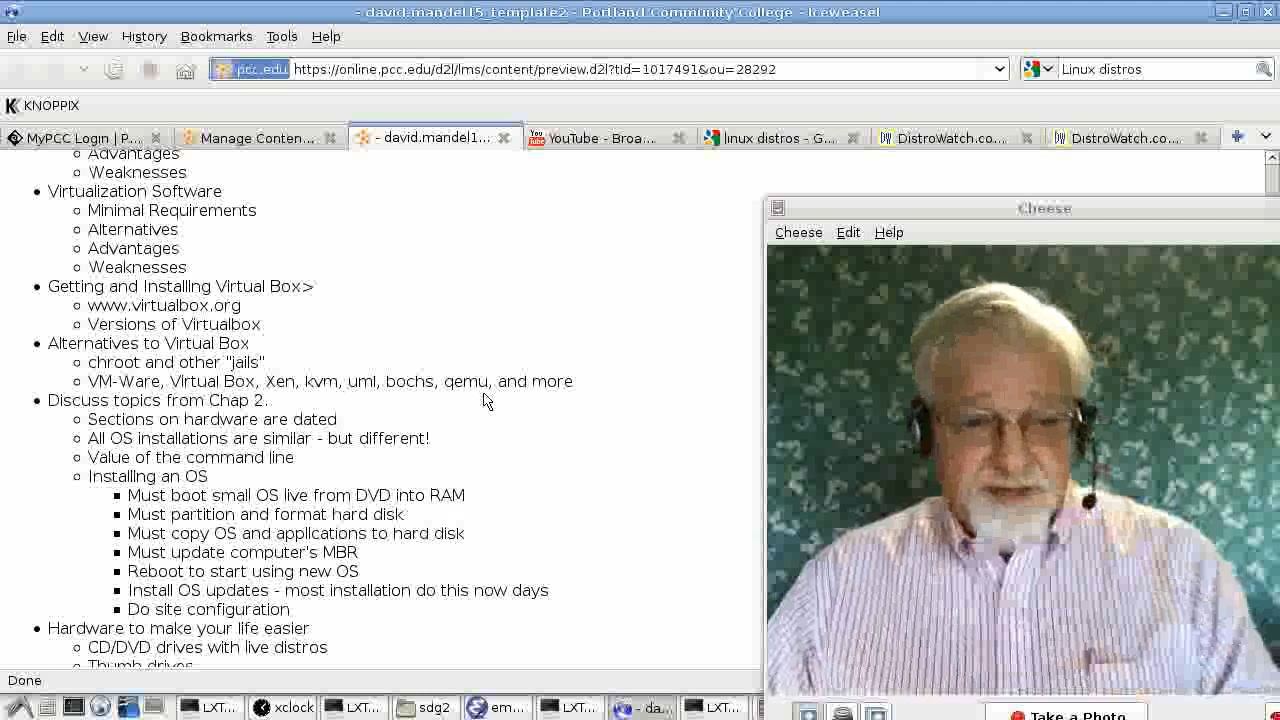 - david.mandel15_template2 - Portland Community College - Iceweasel
File Edit View History Bookmarks Tools Help
pcc.edu https://online.pcc.edu/d2l/lms/content/preview.d2l?tId=1017491&ou=28292 Linux distros
KNOPPIX
MyPCC Login | P... Manage Conten... - david.mandel1... YouTube - Broa... linux distros - G... DistroWatch.co... DistroWatch.co...
Advantages
Weaknesses
Virtualization Software
Minimal Requirements
Alternatives
Advantages
Weaknesses
Getting and Installing Virtual Box>
www.virtualbox.org
Versions of Virtualbox
Alternatives to Virtual Box
chroot and other "jails"
VM-Ware, Virtual Box, Xen, kvm, uml, bochs, qemu, and more
Discuss topics from Chap 2.
Sections on hardware are dated
All OS installations are similar - but different!
Value of the command line
Installing an OS
Must boot small OS ite from DVD into RAM
Must partition and format hard disk
Must copy OS and applications to hard disk
Must update computer's MBR
Reboot to start using new OS
Install OS updates - most installation do this now days
Do site configuration
Hardware to make your life easier
CD/DVD drives with live distros
Thumb drives
Cheese
Cheese Edit Help
Done
LXT... xclock LXT... sdg2 em... LXT... - da... LXT...
Take a Photo